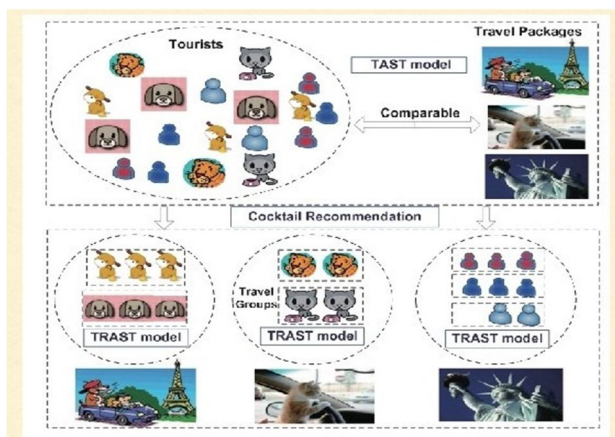 Tourists
Travel Packages
TAST model
Comparable
Cocktail Recommendation
Travel
Groups
TRAST model
TRAST model
TRAST model